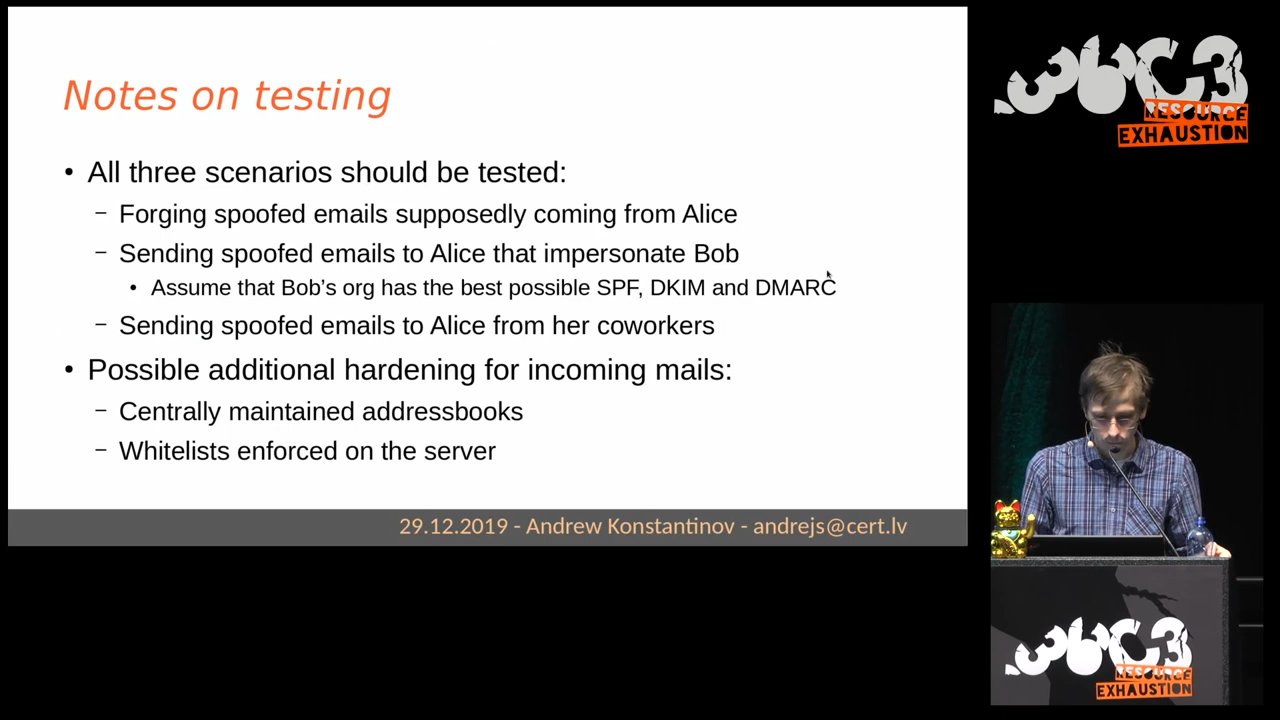 Notes on testing
• All three scenarios should be tested:
– Forging spoofed emails supposedly coming from Alice
– Sending spoofed emails to Alice that impersonate Bob
• Assume that Bob's org has the best possible SPF, DKIM and DMARC
– Sending spoofed emails to Alice from her coworkers
• Possible additional hardening for incoming mails:
– Centrally maintained addressbooks
– Whitelists enforced on the server
29.12.2019 - Andrew Konstantinov - andrejs@cert.lv
36C3
RESOURCE
EXHAUSTION
36C3
RESOURCE
EXHAUSTION